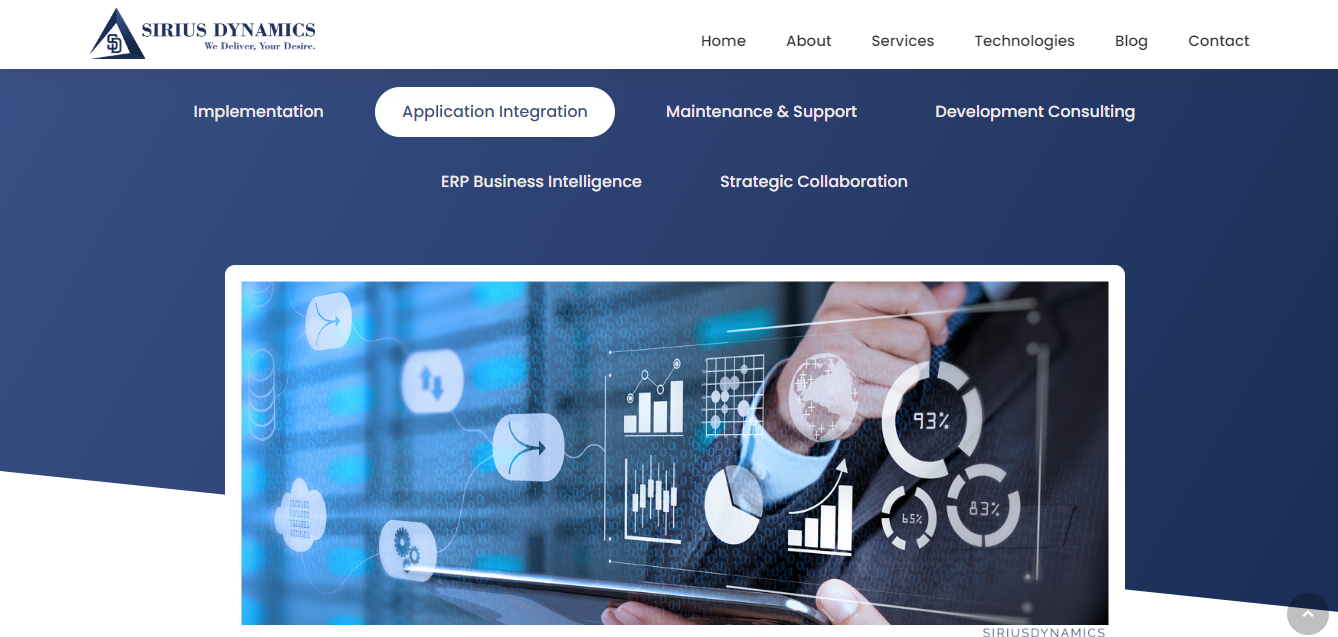 SIRIUS DYNAMICS
We Deliver, Your Desire.
Home About Services Technologies Blog Contact
Implementation Application Integration Maintenance & Support Development Consulting
ERP Business Intelligence Strategic Collaboration
93%
65% 83%
SIRIUSDYNAMICS